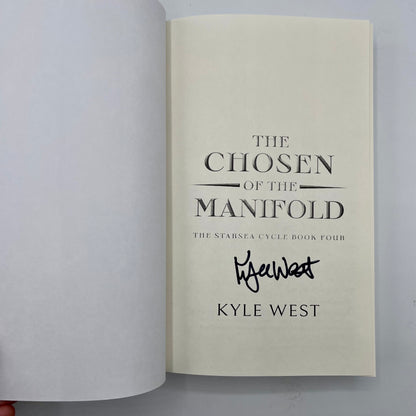 THE
CHOSEN
OF THE
MANIFOLD
THE STARSEA CYCLE BOOK FOUR
Kyle West
KYLE WEST